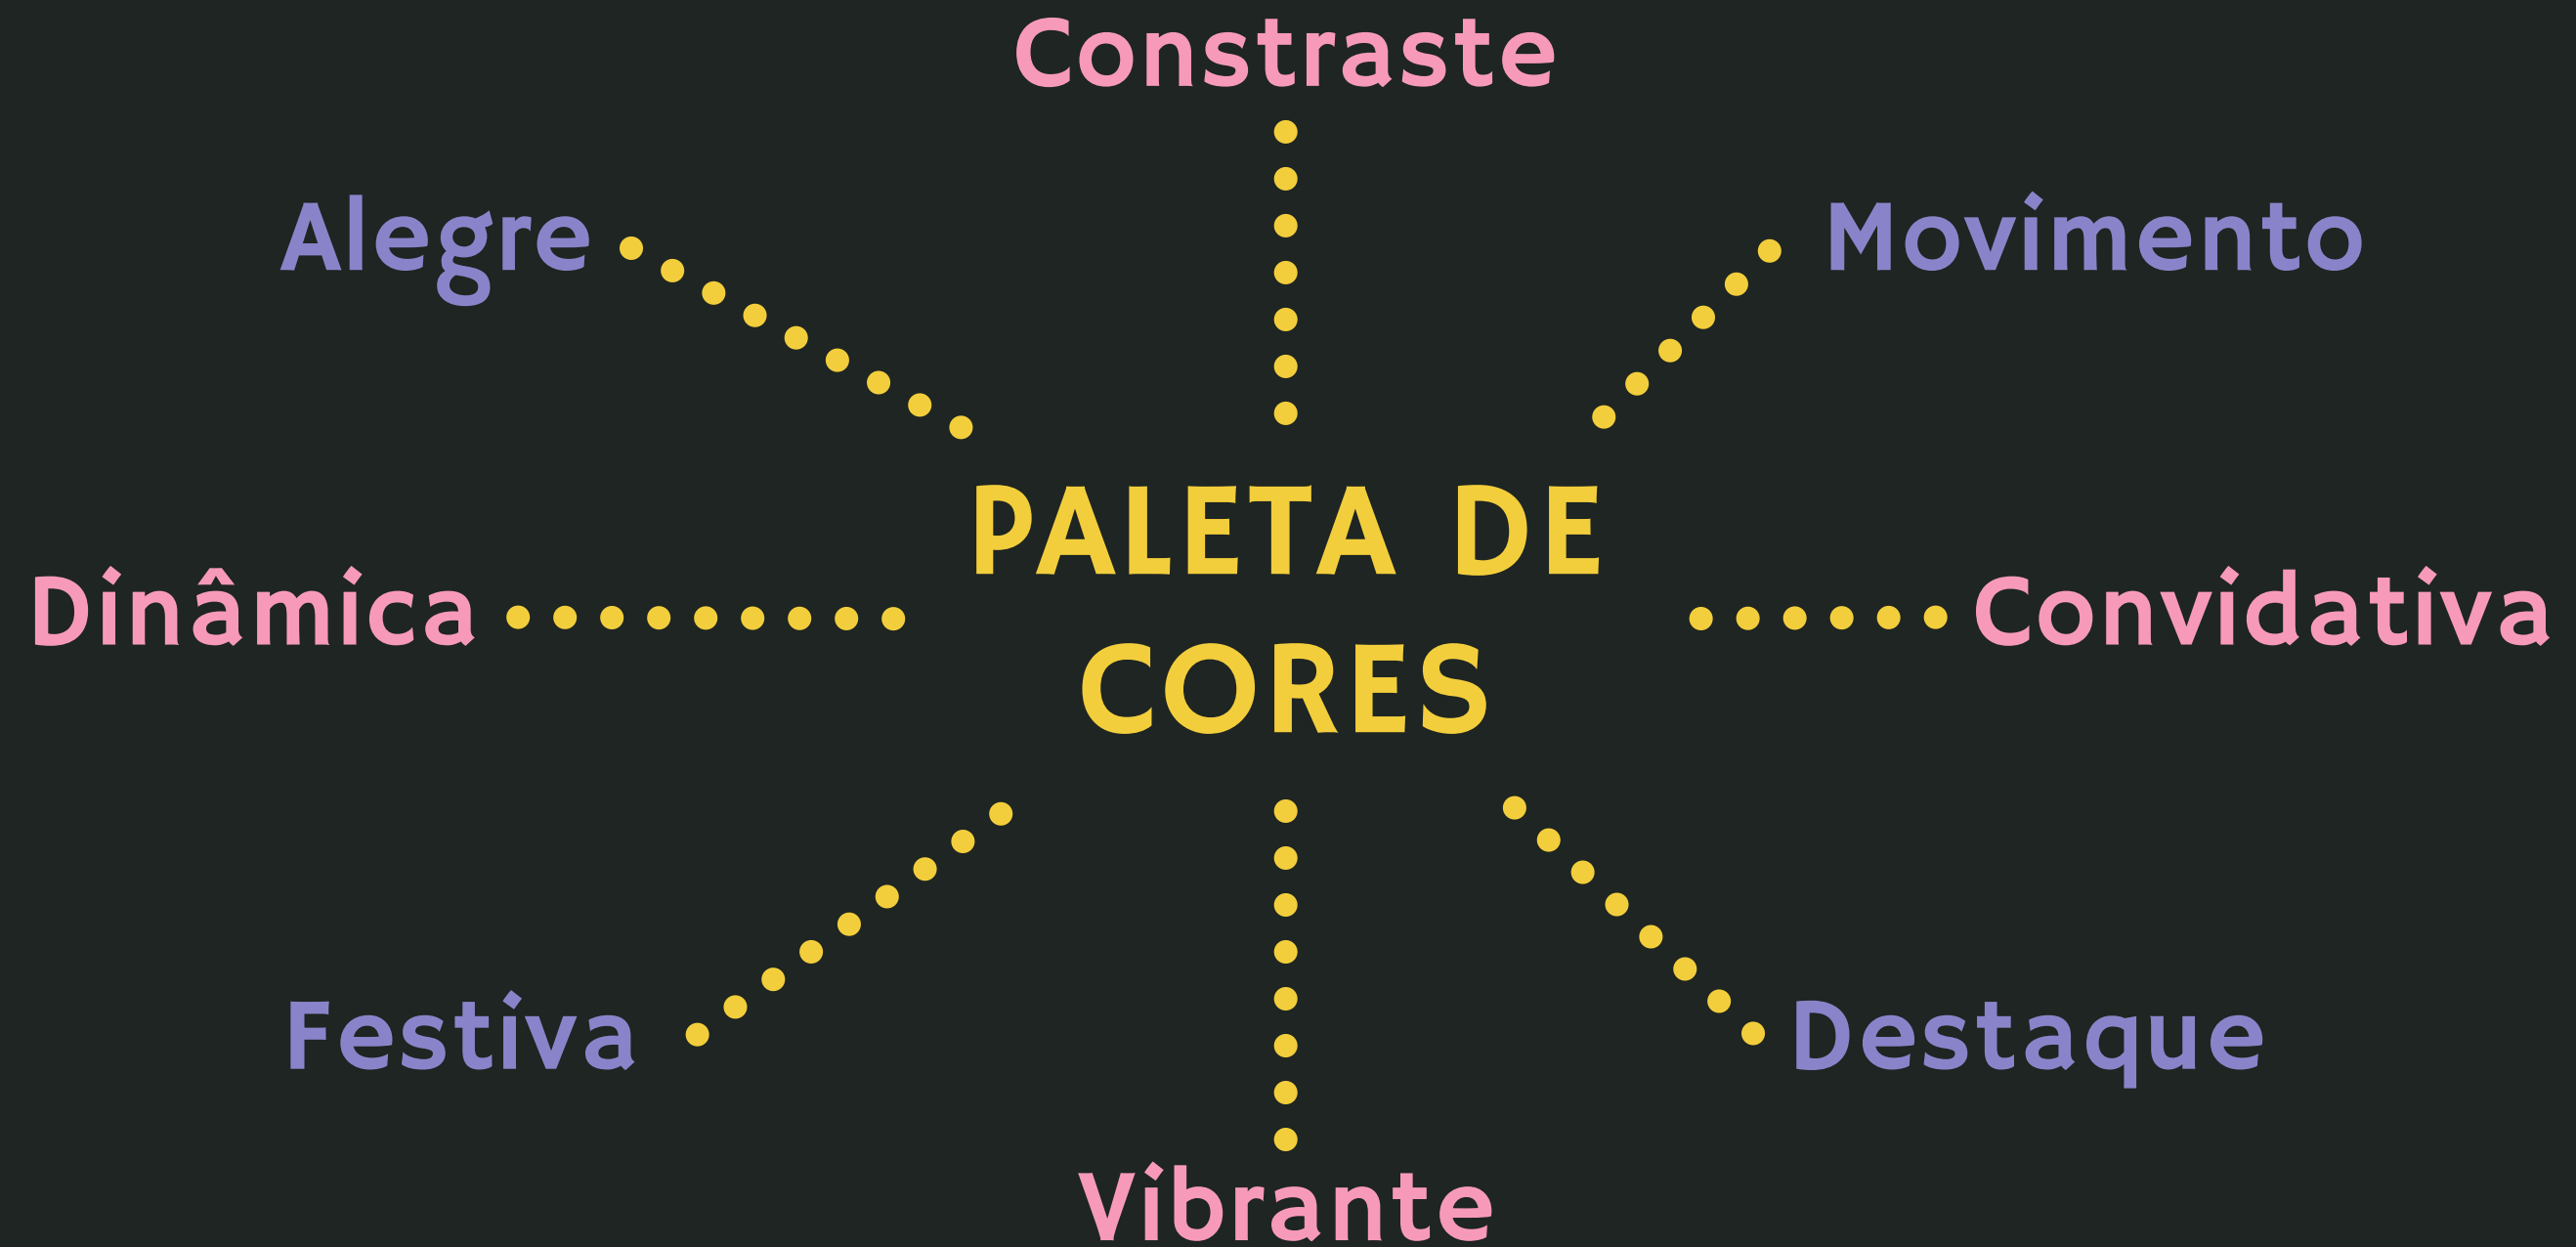 Constraste
Alegre
Movimento
PALETA DE
CORES
Dinâmica
Convidativa
Festiva
Destaque
Vibrante